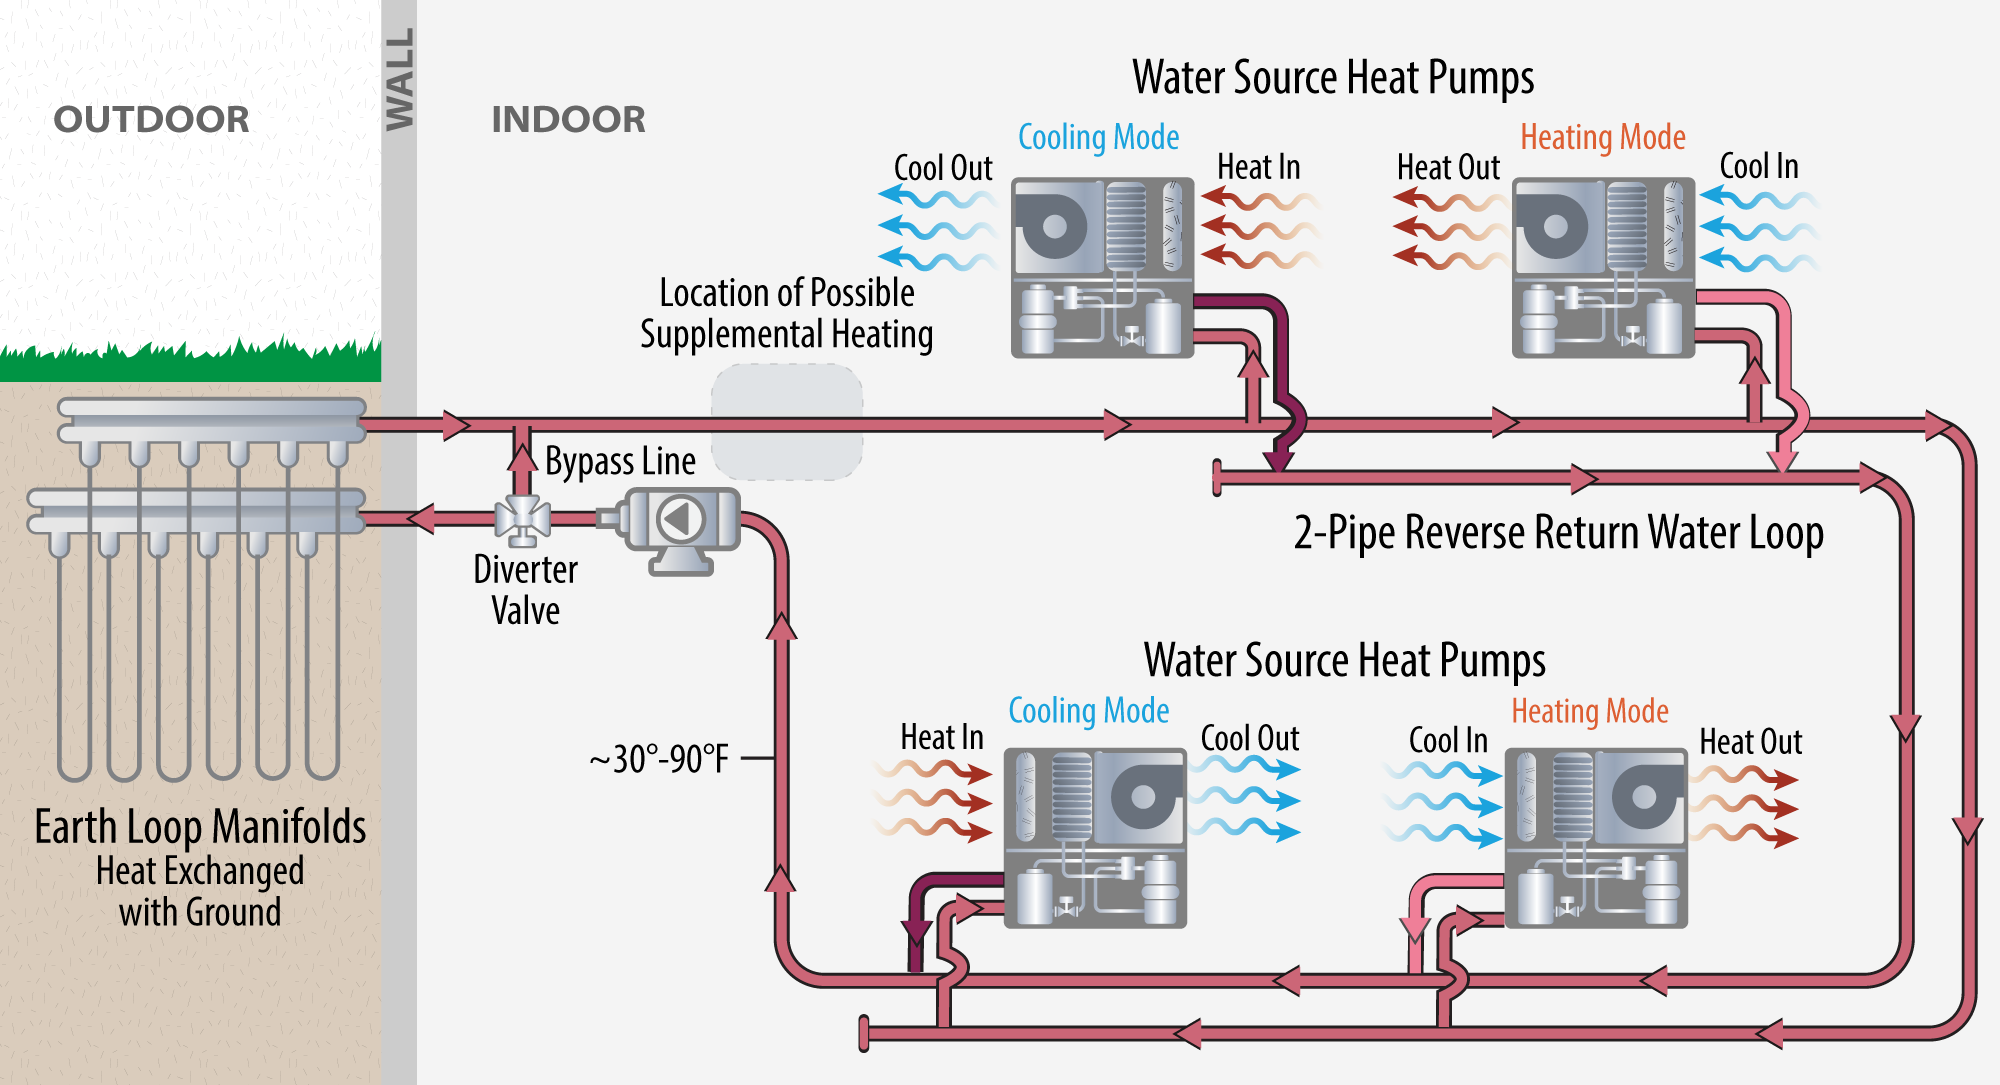 OUTDOOR
WALL
INDOOR
Water Source Heat Pumps
Cooling Mode
Heating Mode
Cool Out
Heat In
Heat Out
Cool In
Location of Possible
Supplemental Heating
Bypass Line
Diverter
Valve
2-Pipe Reverse Return Water Loop
Water Source Heat Pumps
Cooling Mode
Heating Mode
Heat In
Cool Out
Cool In
Heat Out
~30°-90°F
Earth Loop Manifolds
Heat Exchanged
with Ground